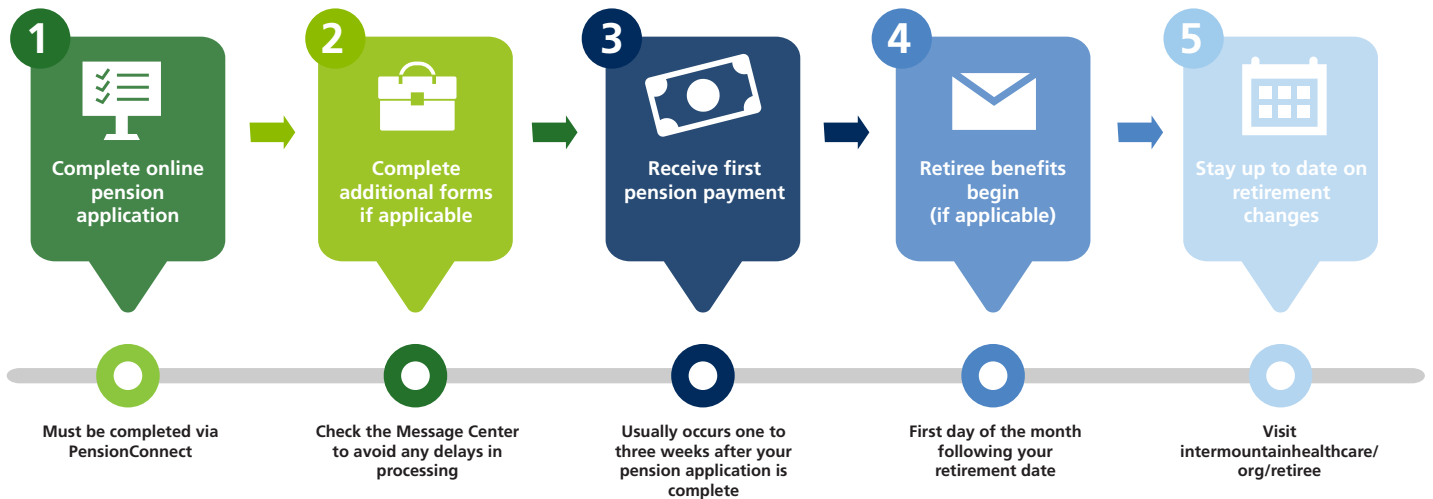 1
Complete online
pension
application
Must be completed via
PensionConnect
2
Complete
additional forms
if applicable
Check the Message Center
to avoid any delays in
processing
3
Receive first
pension payment
Usually occurs one to
three weeks after your
pension application is
complete
4
Retiree benefits
begin
(if applicable)
First day of the month
following your
retirement date
5
Stay up to date on
retirement
changes
Visit
intermountainhealthcare/
org/retiree